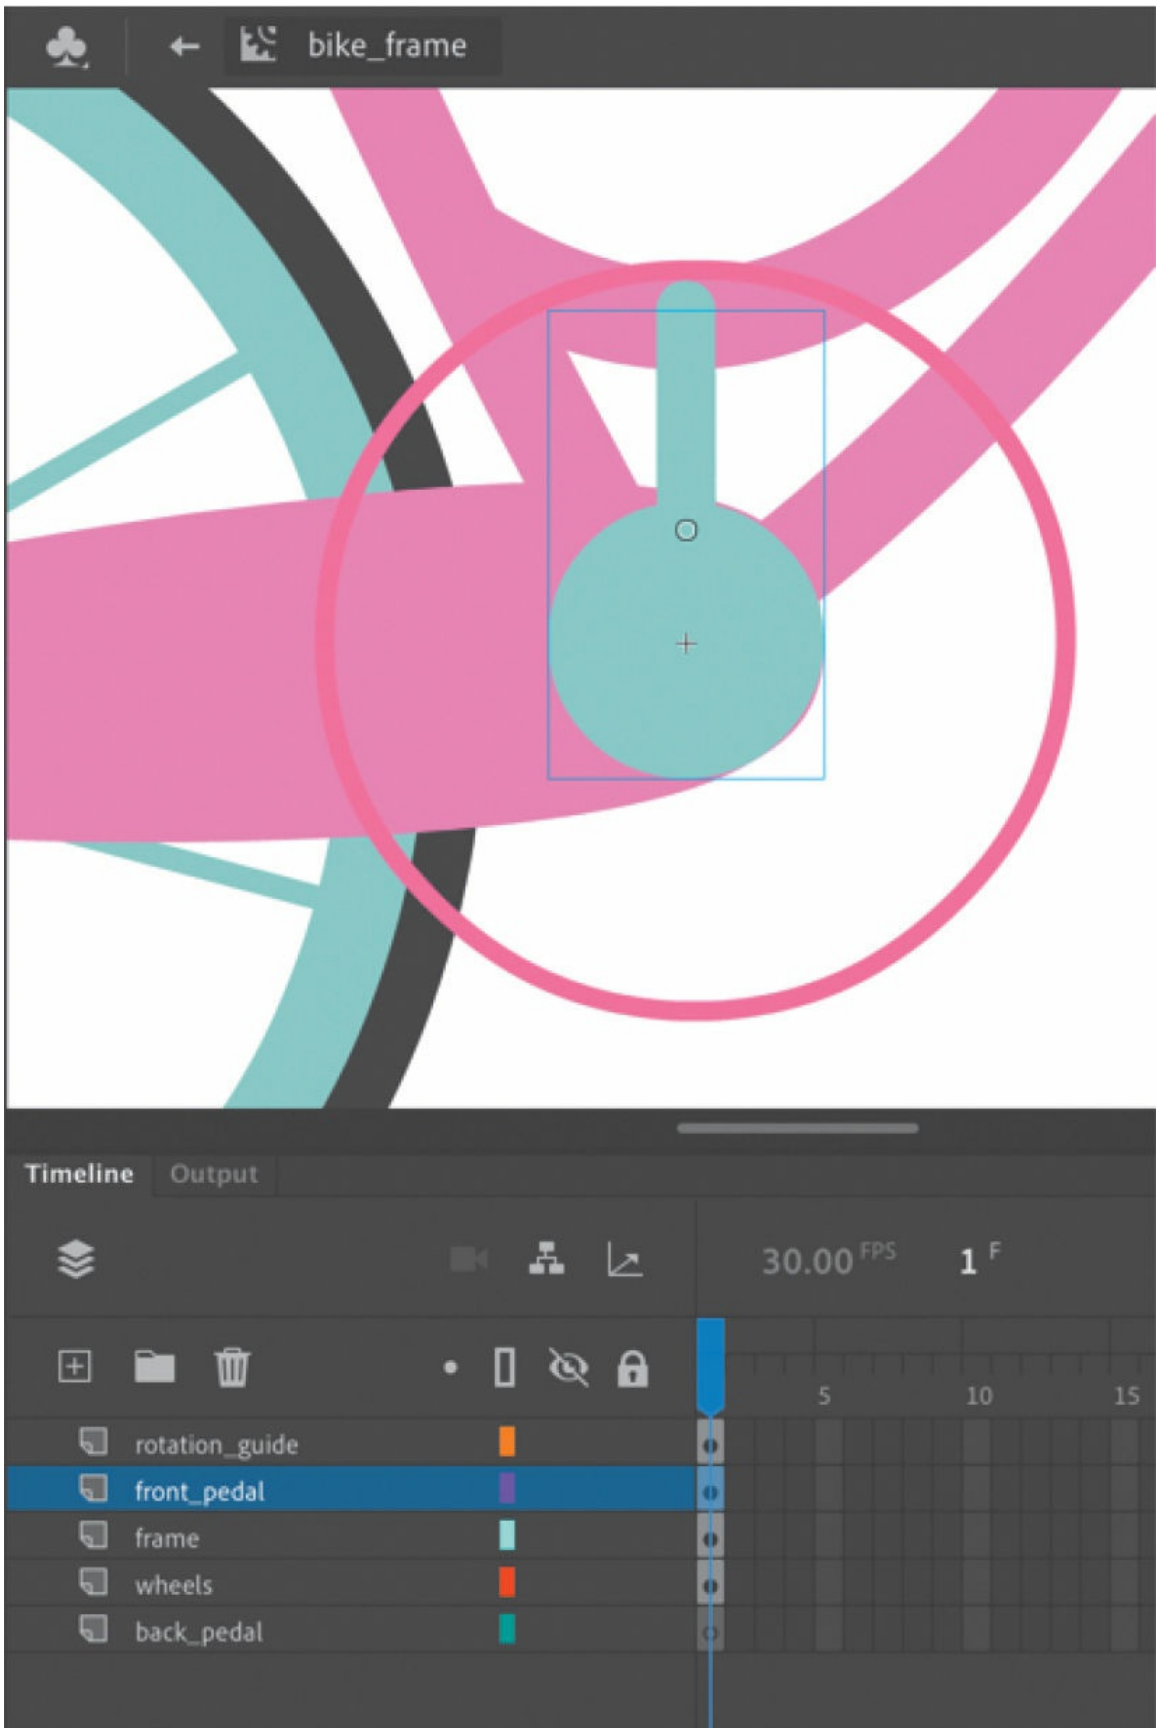 bike_frame
Timeline Output
30.00 FPS 1 F
5 10 15
rotation_guide
front_pedal
frame
wheels
back_pedal